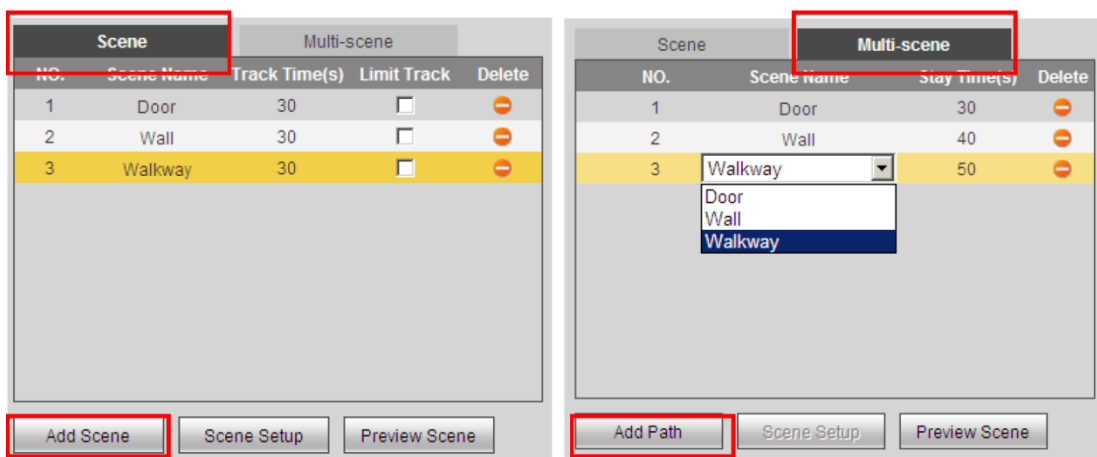 Scene Multi-scene
NO. Scene Name Track Time(s) Limit Track Delete
1 Door 30
2 Wall 30
3 Walkway 30
Add Scene Scene Setup Preview Scene
Scene Multi-scene
NO. Scene Name Stay Time(s) Delete
1 Door 30
2 Wall 40
3 Walkway 50
Door
Wall
Walkway
Add Path Scene Setup Preview Scene